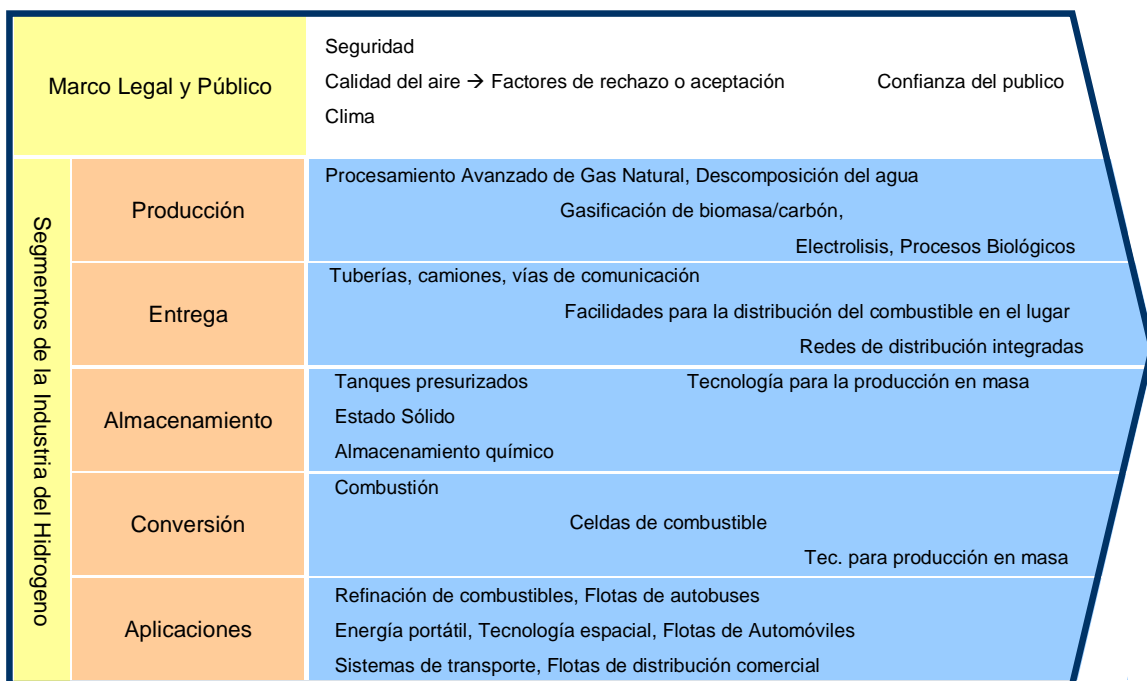 Marco Legal y Público
Seguridad
Calidad del aire → Factores de rechazo o aceptación
Confianza del publico
Clima
Segmentos de la Industria del Hidrogeno
Producción
Procesamiento Avanzado de Gas Natural, Descomposición del agua
Gasificación de biomasa/carbón,
Electrolisis, Procesos Biológicos
Entrega
Tuberías, camiones, vías de comunicación
Facilidades para la distribución del combustible en el lugar
Redes de distribución integradas
Almacenamiento
Tanques presurizados
Tecnología para la producción en masa
Estado Sólido
Almacenamiento químico
Conversión
Combustión
Celdas de combustible
Tec. para producción en masa
Aplicaciones
Refinación de combustibles, Flotas de autobuses
Energía portátil, Tecnología espacial, Flotas de Automóviles
Sistemas de transporte, Flotas de distribución comercial